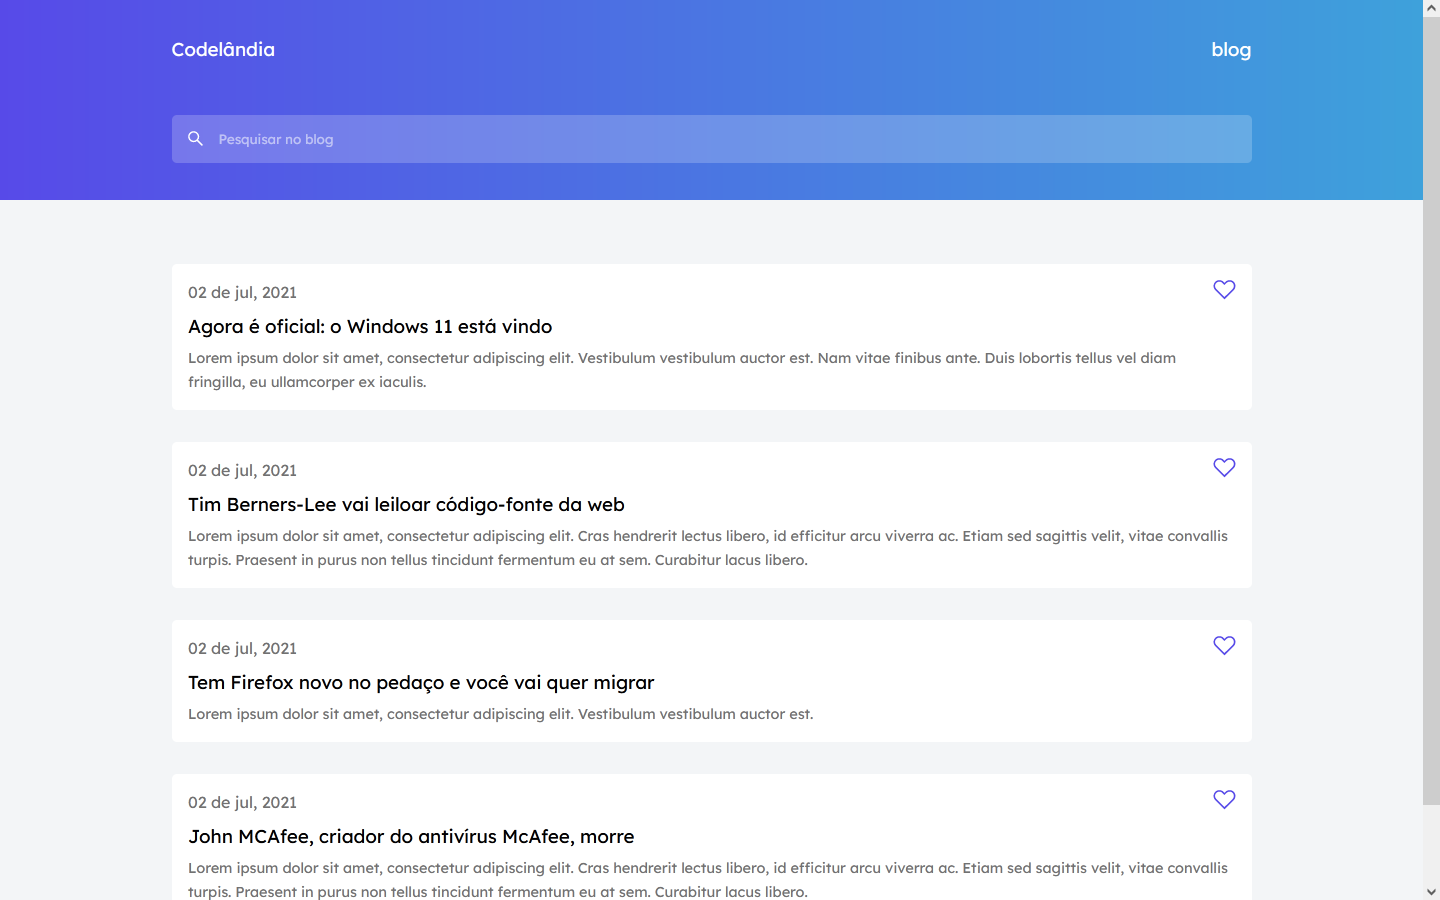 Codelândia
blog
Pesquisar no blog
02 de jul, 2021
Agora é oficial: o Windows 11 está vindo
Lorem ipsum dolor sit amet, consectetur adipiscing elit. Vestibulum vestibulum auctor est. Nam vitae finibus ante. Duis lobortis tellus vel diam
fringilla, eu ullamcorper ex iaculis.
02 de jul, 2021
Tim Berners-Lee vai leiloar código-fonte da web
Lorem ipsum dolor sit amet, consectetur adipiscing elit. Cras hendrerit lectus libero, id efficitur arcu viverra ac. Etiam sed sagittis velit, vitae convallis
turpis. Praesent in purus non tellus tincidunt fermentum eu at sem. Curabitur lacus libero.
02 de jul, 2021
Tem Firefox novo no pedaço e você vai quer migrar
Lorem ipsum dolor sit amet, consectetur adipiscing elit. Vestibulum vestibulum auctor est.
02 de jul, 2021
John MCAfee, criador do antivírus McAfee, morre
Lorem ipsum dolor sit amet, consectetur adipiscing elit. Cras hendrerit lectus libero, id efficitur arcu viverra ac. Etiam sed sagittis velit, vitae convallis
turpis. Praesent in purus non tellus tincidunt fermentum eu at sem. Curabitur lacus libero.